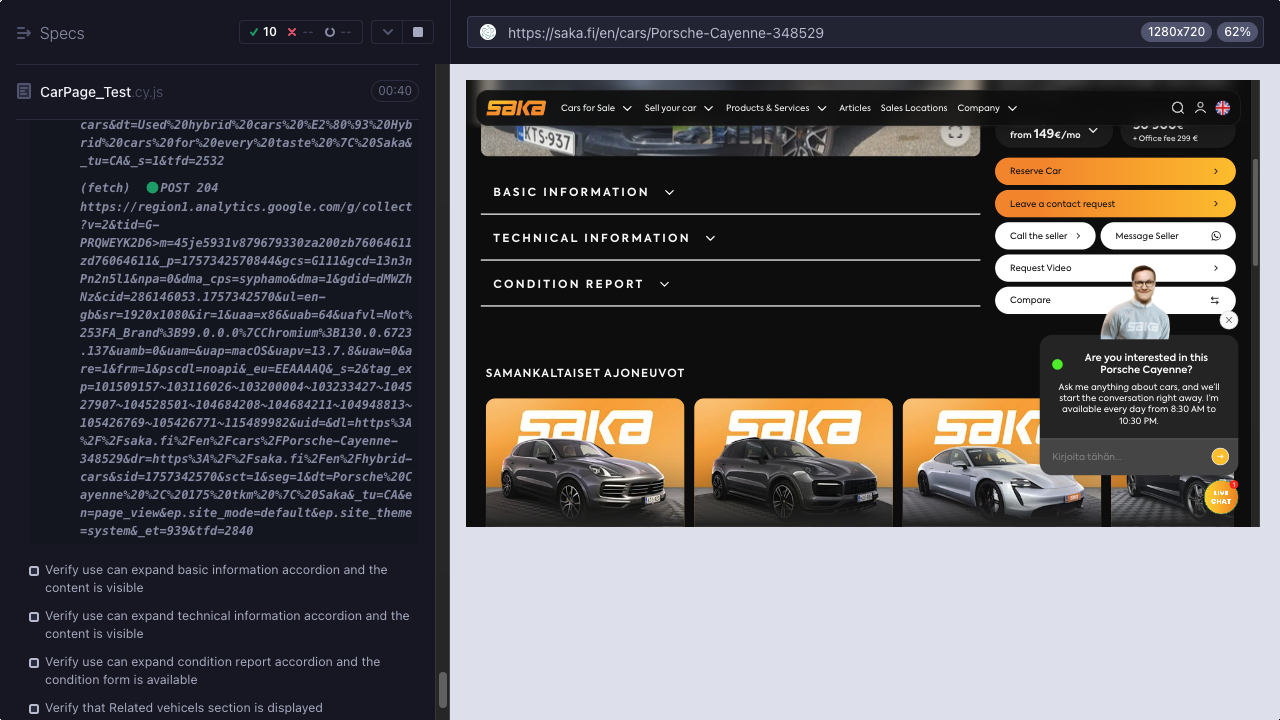 Specs
10
--
--
CarPage_Test.cy.js
00:40
cars&dt=Used%20hybrid%20cars%20%E2%80%93%20Hyb
rid%20cars%20for%20every%20taste%20%7C%20Saka&
_tu=CA&_s=1&tfd=2532
(fetch) POST 204
https://region1.analytics.google.com/g/collect
?v=2&tid=G-
PRQWEYK2D6>m=45je5931v879679330za200zb76064611
zd76064611&_p=1757342570844&gcs=G111&gcd=13n3n
Pn2n5l1&npa=0&dma_cps=syphamo&dma=1&gdid=dMWZh
Nz&cid=286146053.1757342570&ul=en-
gb&sr=1920x1080&ir=1&uaa=x86&uab=64&uafvl=Not%
253FA_Brand%3B99.0.0.0%7CChromium%3B130.0.6723
.137&uamb=0&uam=&uap=macOS&uapv=13.7.8&uaw=0&a
re=1&frm=1&pscdl=noapi&_eu=EEAAAAQ&_s=2&tag_e
xp=101509157~103116026~103200004~103233427~1045
27907~104528501~104684208~104684211~104948813~
105426769~105426771~115489982&uid=&dl=https%3A
%2F%2Fsaka.fi%2Fen%2Fcars%2FPorsche-Cayenne-
348529&dr=https%3A%2F%2Fsaka.fi%2Fen%2Fhybrid-
cars&sid=1757342570&sct=1&seg=1&dt=Porsche%20C
ayenne%20%2C%20175%20tkm%20%7C%20Saka&_tu=CA&e
n=page_view&ep.site_mode=default&ep.site_theme
=system&_et=939&tfd=2840
Verify use can expand basic information accordion and the
content is visible
Verify use can expand technical information accordion and the
content is visible
Verify use can expand condition report accordion and the
condition form is available
Verify that Related vehicels section is displayed
https://saka.fi/en/cars/Porsche-Cayenne-348529
1280x720
62%
SAKA
Cars for Sale
Sell your car
Products & Services
Articles
Sales Locations
Company
KTS-937
from 149€/mo
+ Office fee 299 €
BASIC INFORMATION
TECHNICAL INFORMATION
CONDITION REPORT
Reserve Car
Leave a contact request
Call the seller
Message Seller
Request Video
Compare
SAKA
Are you interested in this
Porsche Cayenne?
Ask me anything about cars, and we'll
start the conversation right away. I'm
available every day from 8:30 AM to
10:30 PM.
Kirjoita tähän...
1
LIVE
CHAT
SAMANKALTAISET AJONEUVOT
SAKA
SAKA